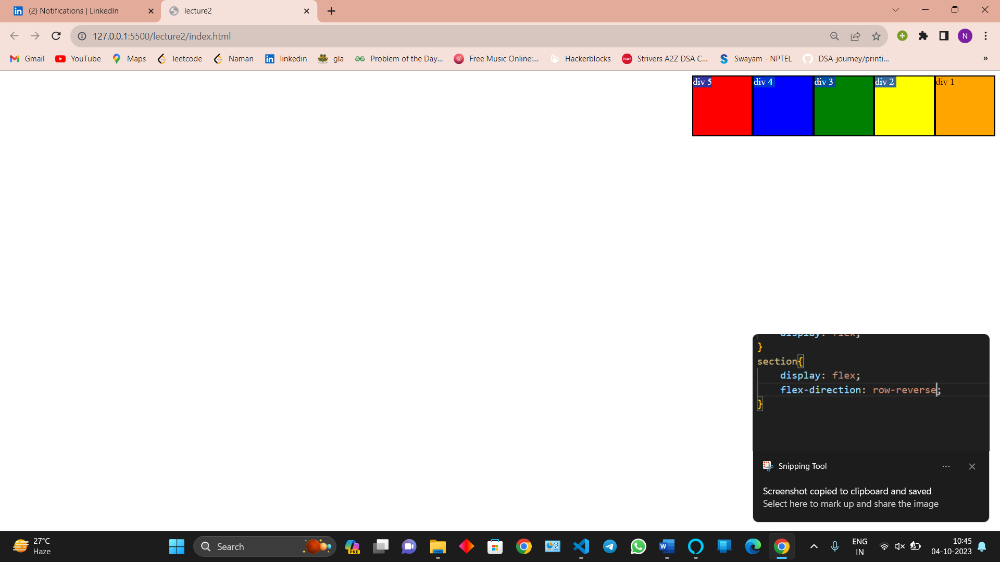 (2) Notifications | LinkedIn
lecture2
127.0.0.1:5500/lecture2/index.html
N
Gmail
YouTube
Maps
leetcode
Naman
linkedin
gla
Problem of the Day...
Free Music Online:...
Hackerblocks
TUF
Strivers A2Z DSA C...
Swayam - NPTEL
DSA-journey/printi...
»
div 5
div 4
div 3
div 2
div 1
display: flex;
}
section{
display: flex;
flex-direction: row-reverse;
}
Snipping Tool
Screenshot copied to clipboard and saved
Select here to mark up and share the image
27°C
Haze
Search
PRE
ENG
IN
10:45
04-10-2023